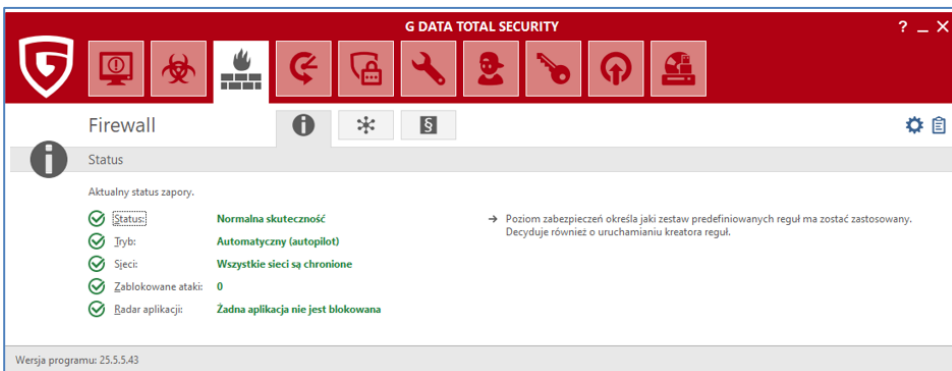 G DATA TOTAL SECURITY
? _ X
Firewall
§
Status
Aktualny status zapory.
Status: Normalna skuteczność
Tryb: Automatyczny (autopilot)
Sieci: Wszystkie sieci są chronione
Zablokowane ataki: 0
Radar aplikacji: Żadna aplikacja nie jest blokowana
→ Poziom zabezpieczeń określa jaki zestaw predefiniowanych reguł ma zostać zastosowany.
Decyduje również o uruchamianiu kreatora reguł.
Wersja programu: 25.5.5.43